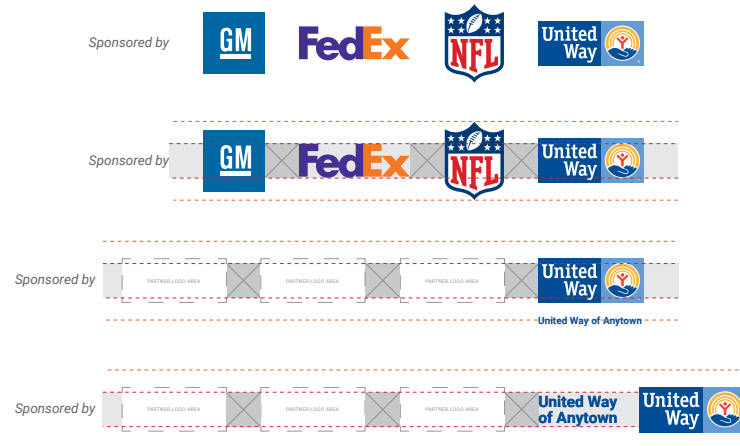 Sponsored by
GM
FedEx
NFL
United
Way
Sponsored by
GM
FedEx
NFL
United
Way
Sponsored by
PARTNER LOGO AREA
PARTNER LOGO AREA
PARTNER LOGO AREA
United
Way
United Way of Anytown
Sponsored by
PARTNER LOGO AREA
PARTNER LOGO AREA
PARTNER LOGO AREA
United Way
of Anytown
United
Way